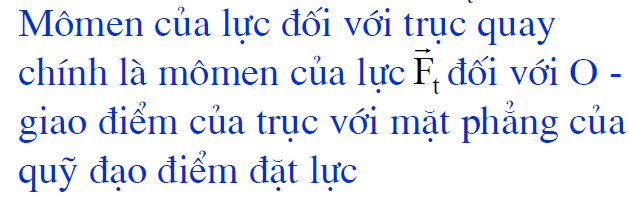 Mômen của lực đối với trục quay
chính là mômen của lực F⃗t đối với O -
giao điểm của trục với mặt phẳng của
quỹ đạo điểm đặt lực